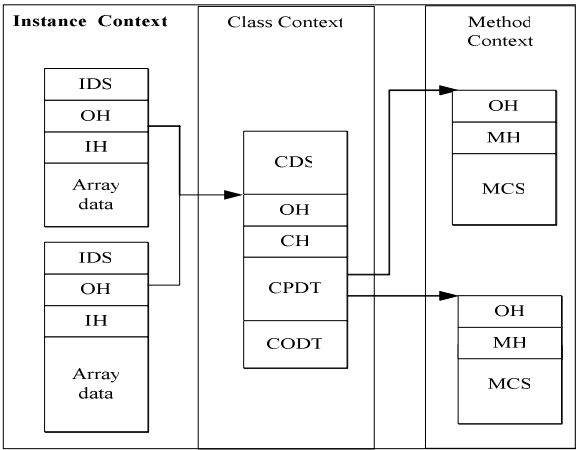 Instance Context
IDS
OH
IH
Array
data
IDS
OH
IH
Array
data
Class Context
CDS
OH
CH
CPDT
CODT
Method
Context
OH
MH
MCS
OH
MH
MCS